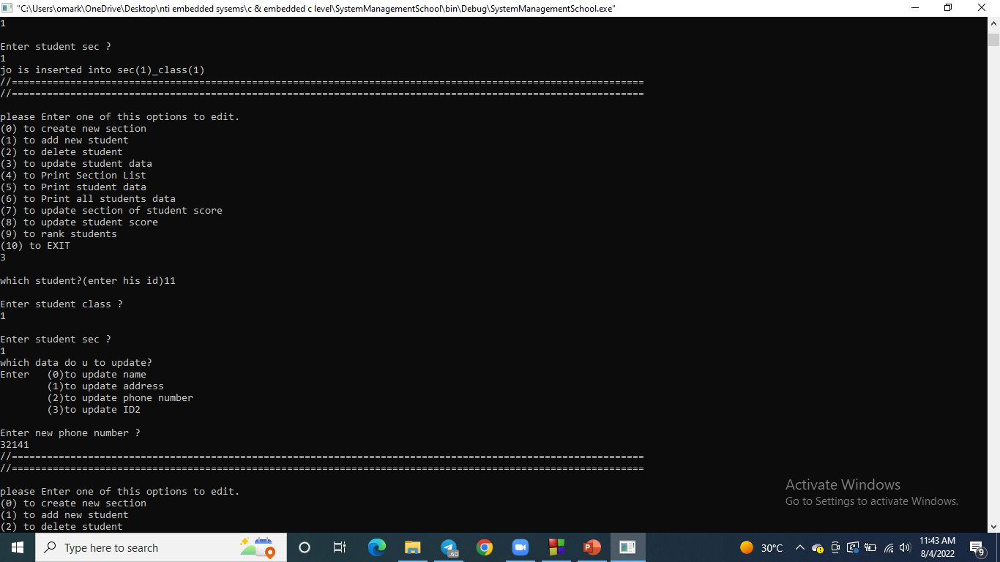 "C:\Users\omark\OneDrive\Desktop\nti embedded sysems\c & embedded c level\SystemManagementSchool\bin\Debug\SystemManagementSchool.exe"
1
Enter student sec ?
1
jo is inserted into sec(1)_class(1)
//============================================================================================================
//============================================================================================================
please Enter one of this options to edit.
(0) to create new section
(1) to add new student
(2) to delete student
(3) to update student data
(4) to Print Section List
(5) to Print student data
(6) to Print all students data
(7) to update section of student score
(8) to update student score
(9) to rank students
(10) to EXIT
3
which student?(enter his id)11
Enter student class ?
1
Enter student sec ?
1
which data do u to update?
Enter   (0)to update name
        (1)to update address
        (2)to update phone number
        (3)to update ID2
Enter new phone number ?
32141
//============================================================================================================
//============================================================================================================
please Enter one of this options to edit.
(0) to create new section
(1) to add new student
(2) to delete student
Activate Windows
Go to Settings to activate Windows.
Type here to search
.60
30°C
11:43 AM
8/4/2022
9